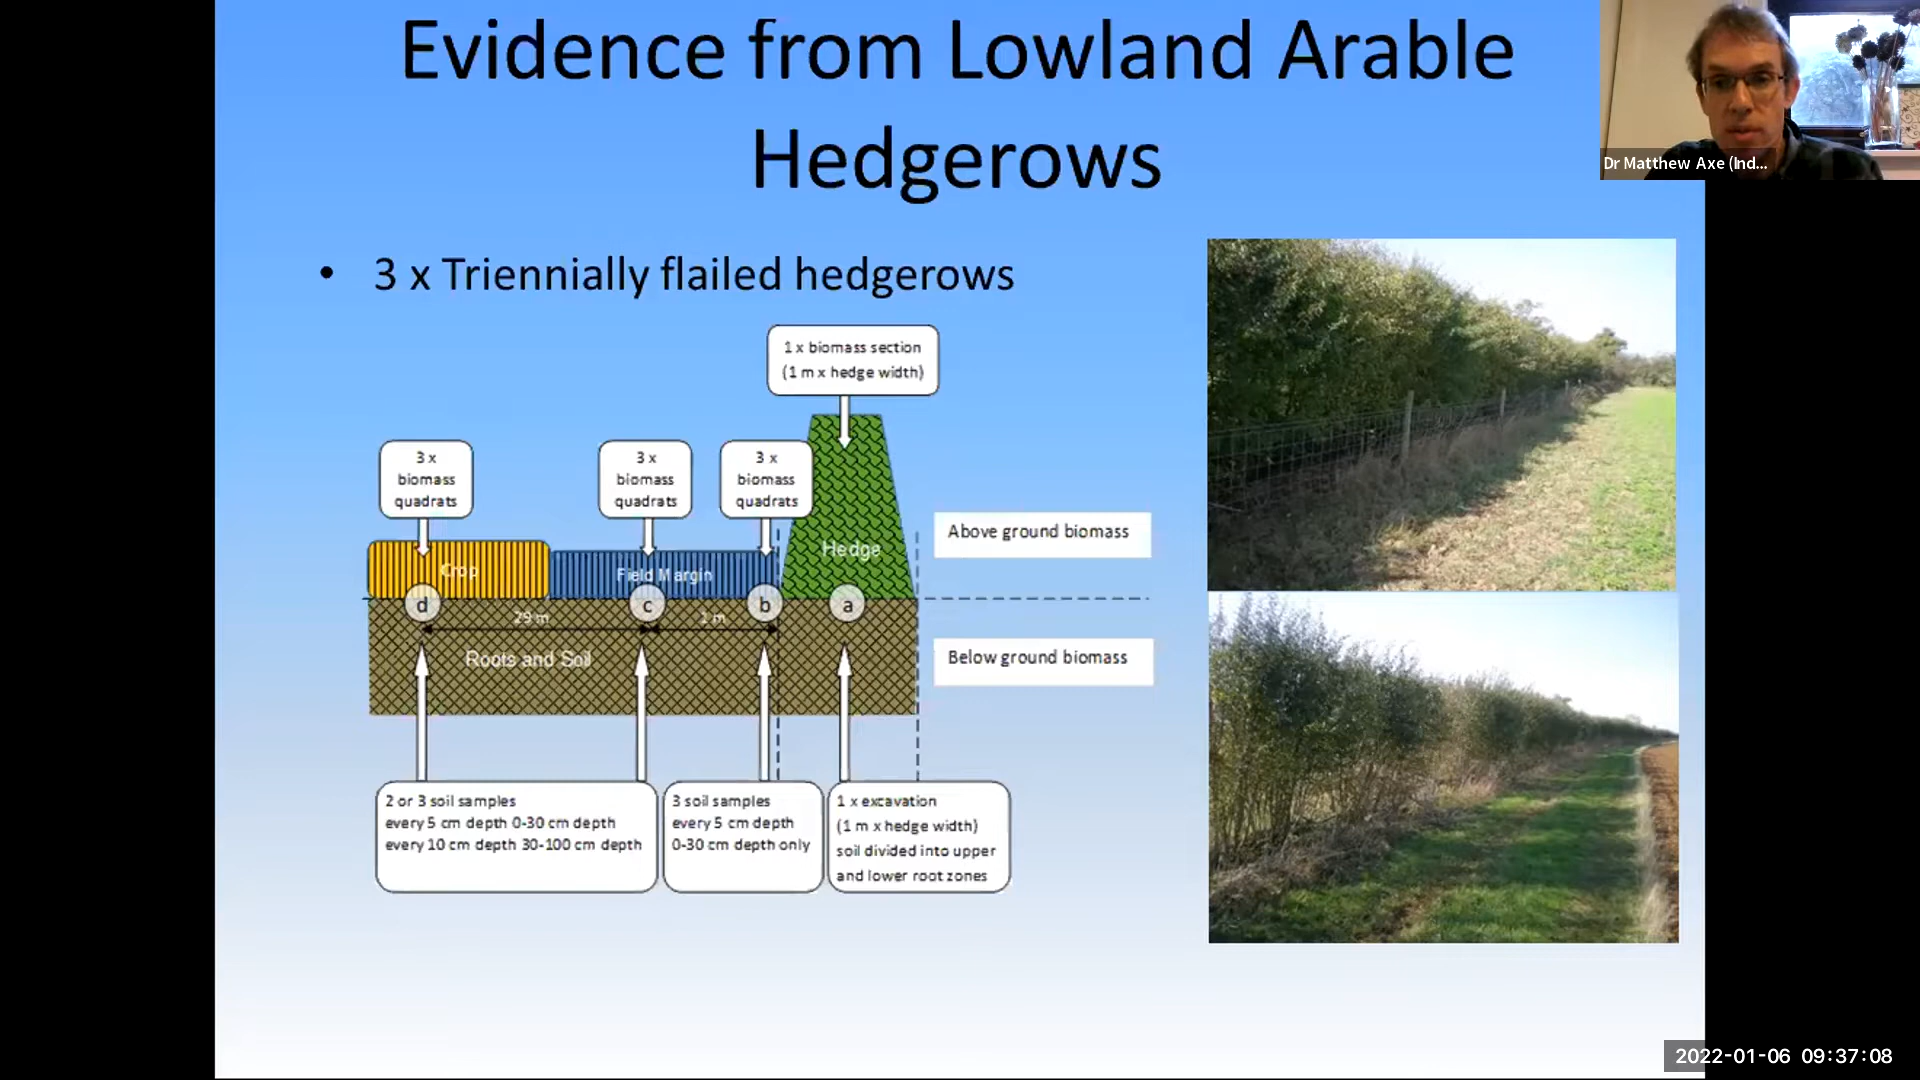 Evidence from Lowland Arable
Hedgerows
Dr Matthew Axe (Ind...
• 3 x Triennially flailed hedgerows
1 x biomass section
(1 m x hedge width)
3 x
biomass
quadrats
3 x
biomass
quadrats
3 x
biomass
quadrats
Above ground biomass
Hedge
Crop
Field Margin
d
c
b
a
29 m
1 m
Roots and Soil
Below ground biomass
2 or 3 soil samples
every 5 cm depth 0-30 cm depth
every 10 cm depth 30-100 cm depth
3 soil samples
every 5 cm depth
0-30 cm depth only
1 x excavation
(1 m x hedge width)
soil divided into upper
and lower root zones
2022-01-06 09:37:08